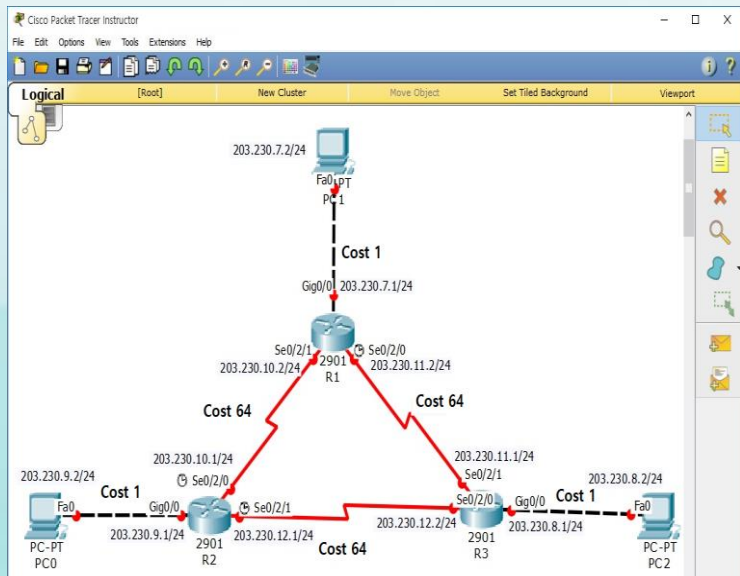 Cisco Packet Tracer Instructor
File Edit Options View Tools Extensions Help
Logical [Root] New Cluster Move Object Set Tiled Background Viewport
203.230.7.2/24
Fa0 PT
PC1
Cost 1
Gig0/0 203.230.7.1/24
Se0/2/1 Se0/2/0
203.230.10.2/24 2901 203.230.11.2/24
R1
Cost 64 Cost 64
203.230.10.1/24 203.230.11.1/24
203.230.9.2/24 Se0/2/0 Se0/2/1 203.230.8.2/24
Cost 1 Cost 1
Fa0 Gig0/0 Se0/2/1 Se0/2/0 Gig0/0 Fa0
203.230.9.1/24 203.230.12.1/24 203.230.12.2/24 203.230.8.1/24
PC-PT 2901 Cost 64 2901 PC-PT
PC0 R2 R3 PC2